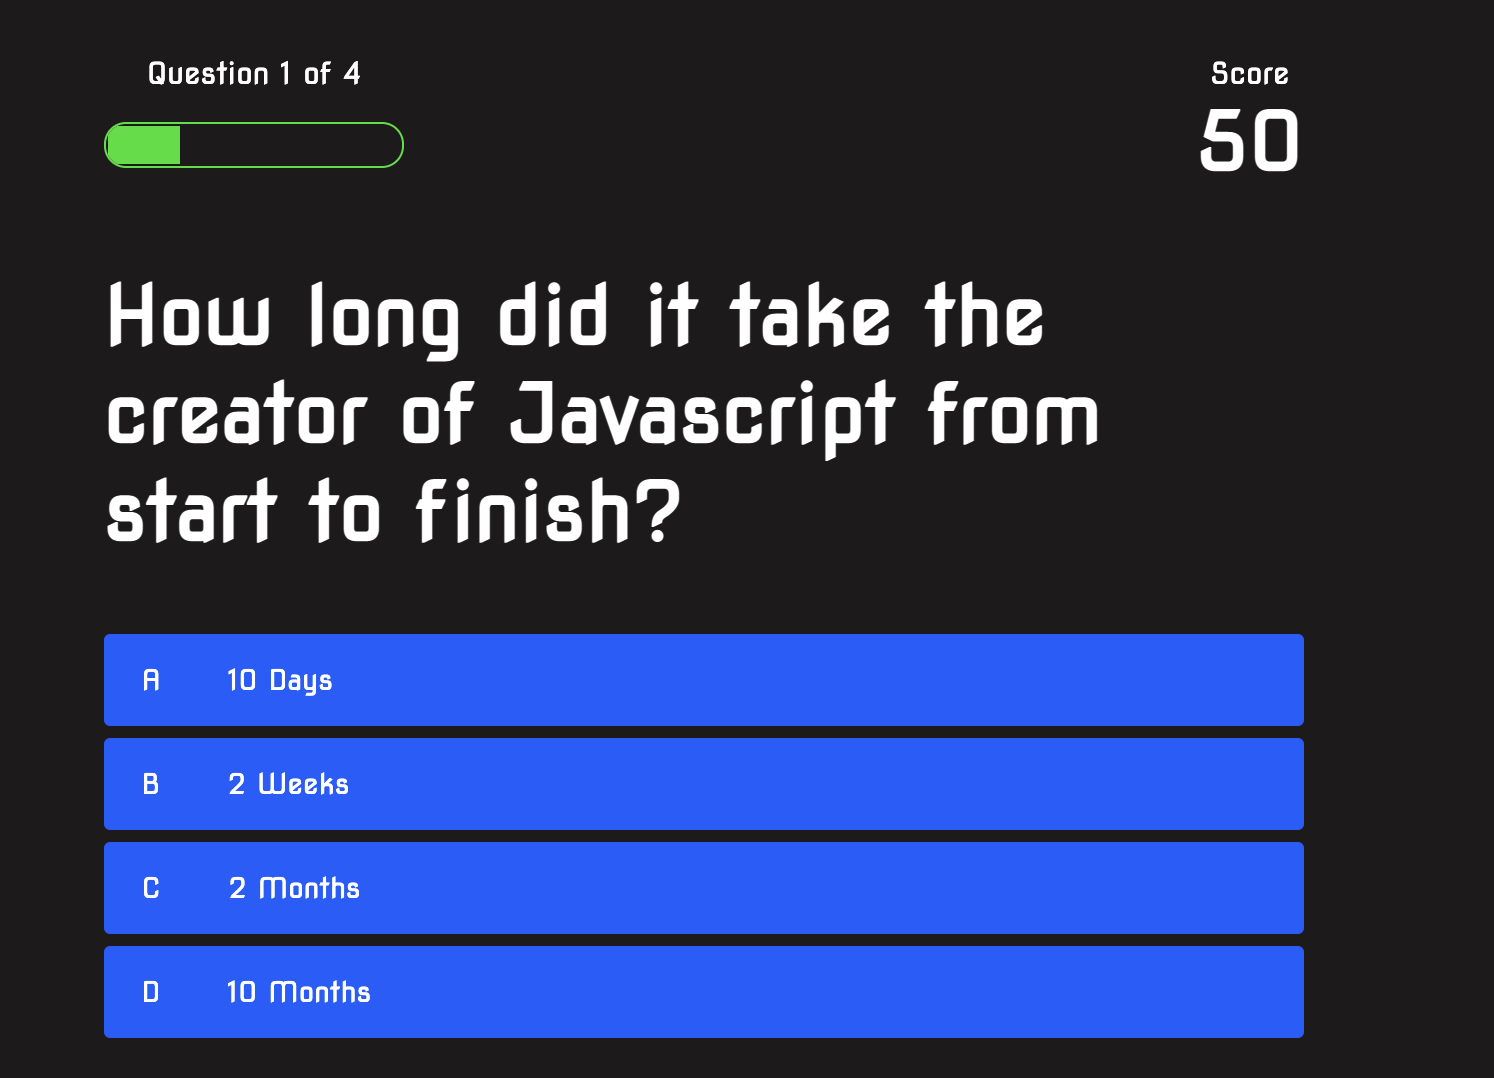 Question 1 of 4
Score
50
How long did it take the
creator of Javascript from
start to finish?
A 10 Days
B 2 Weeks
C 2 Months
D 10 Months